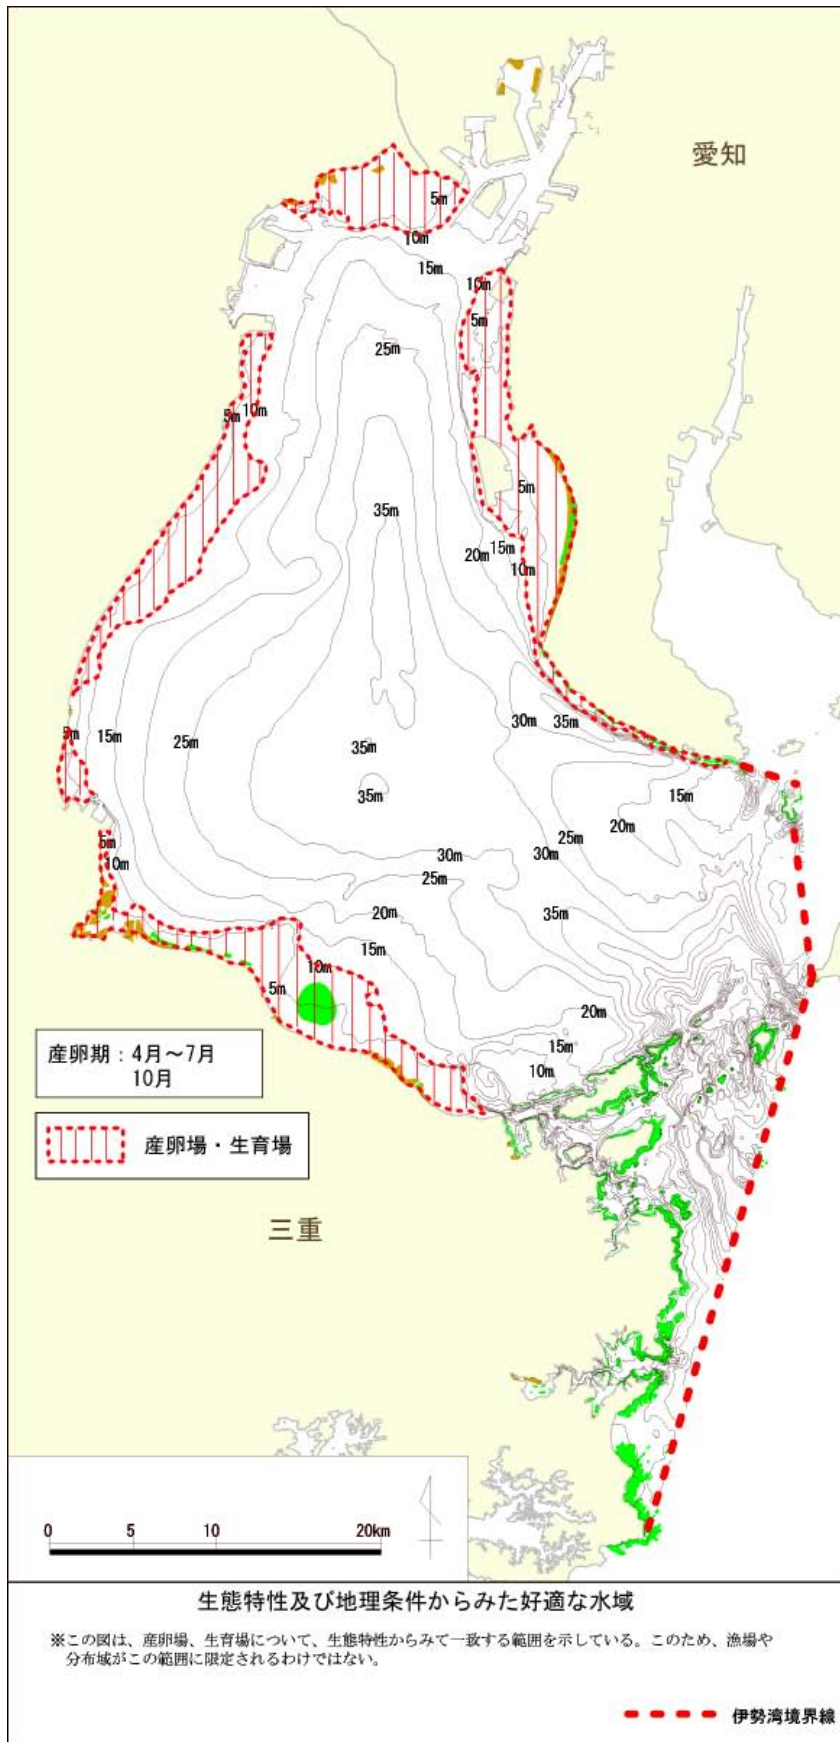 愛知
5m
10m
15m
10m
5m
25m
5m
10m
5m
35m
15m
20m
10m
30m
35m
5m
15m
25m
35m
15m
35m
20m
25m
5m
10m
30m
30m
25m
20m
35m
15m
10m
5m
20m
15m
10m
産卵期：4月～7月
10月
産卵場・生育場
三重
0 5 10 20km
生態特性及び地理条件からみた好適な水域
※この図は、産卵場、生育場について、生態特性からみて一致する範囲を示している。このため、漁場や
分布域がこの範囲に限定されるわけではない。
伊勢湾境界線